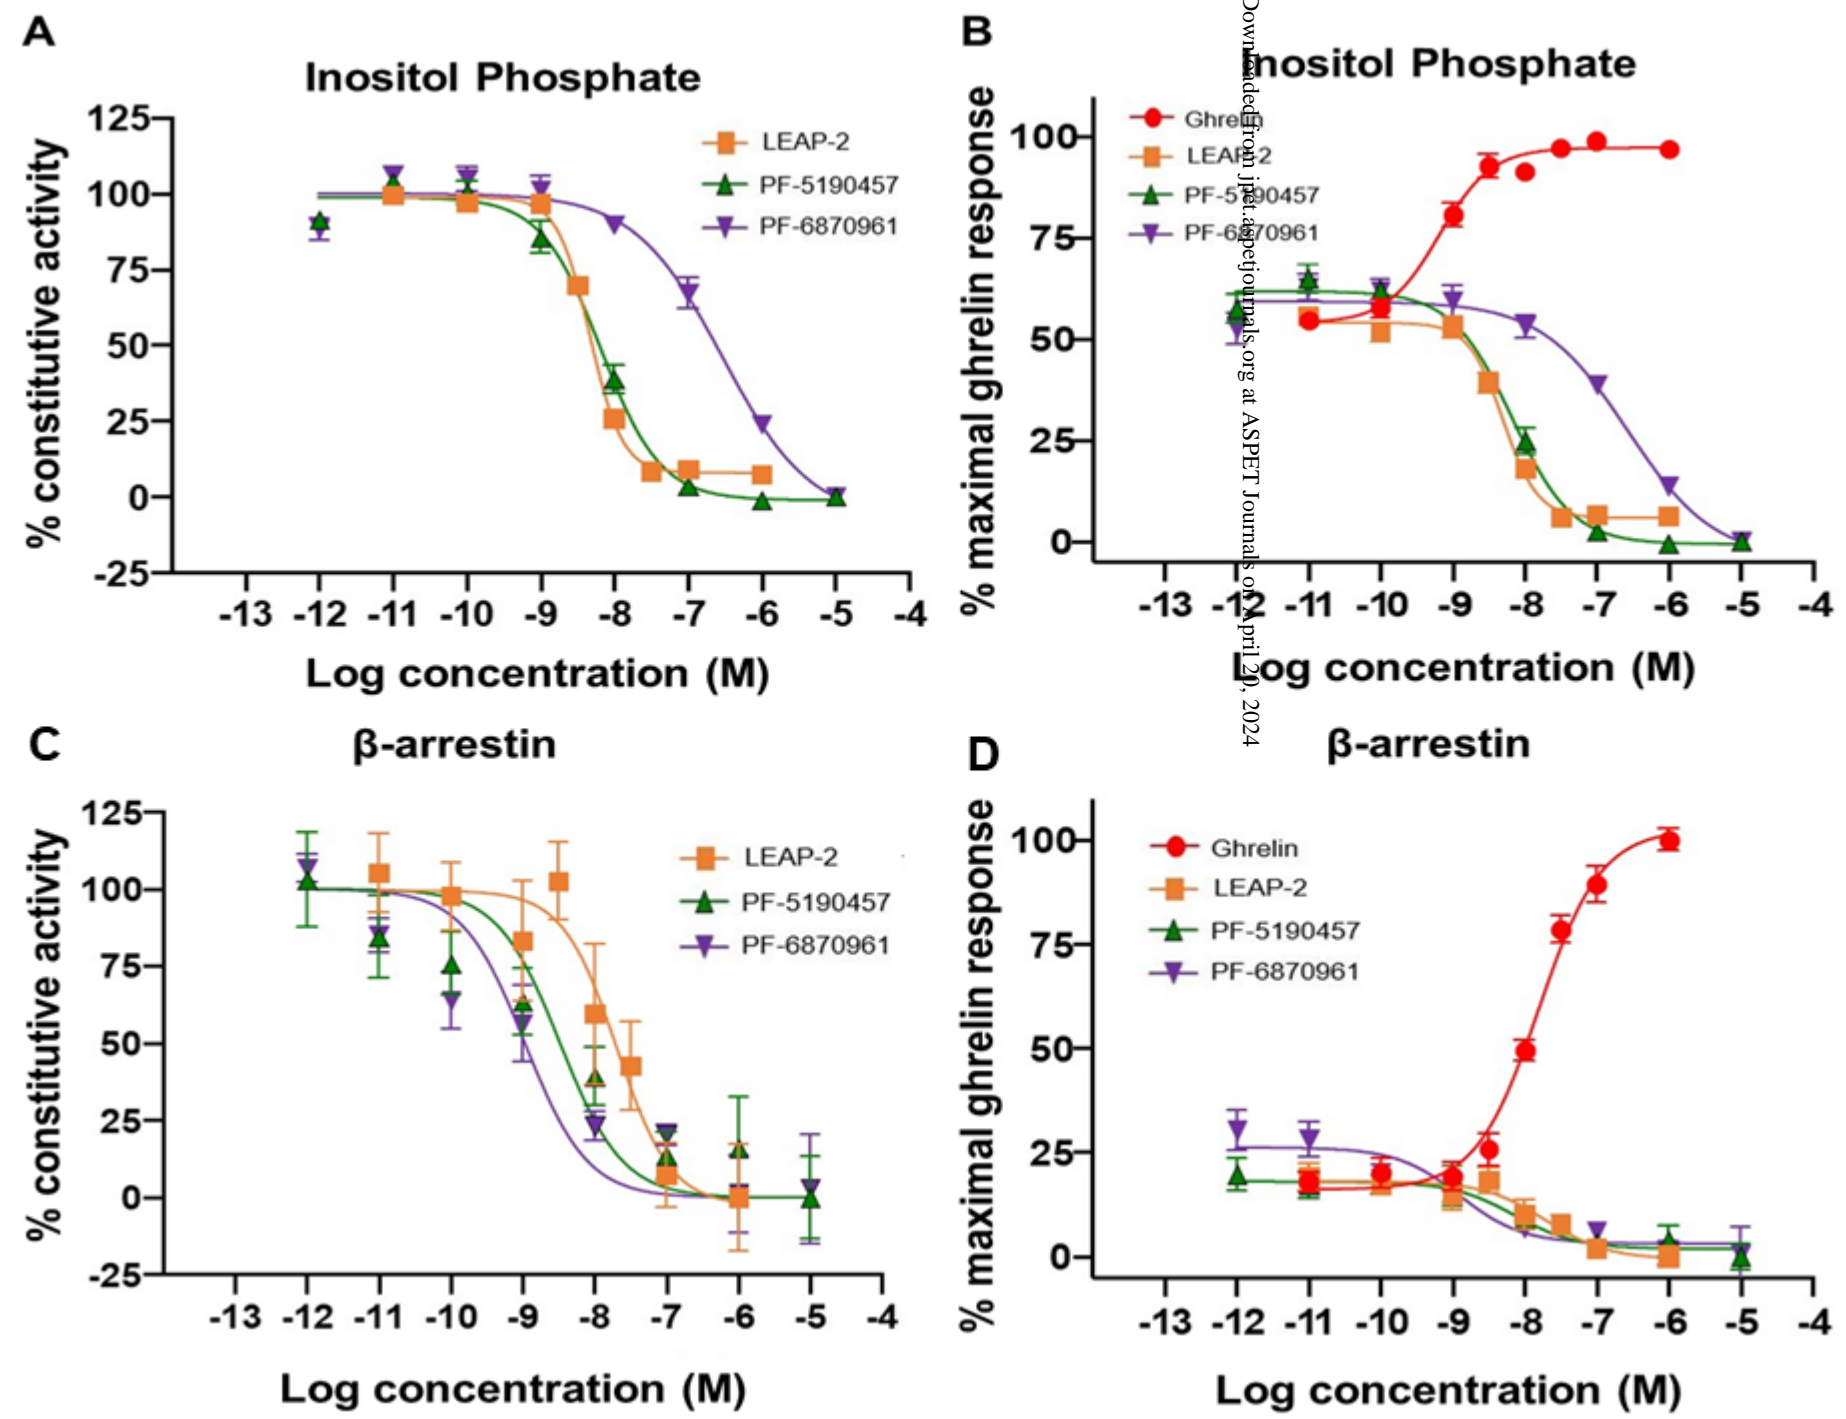 A
Inositol Phosphate
% constitutive activity
125
100
75
50
25
0
-25
LEAP-2
PF-5190457
PF-6870961
-13 -12 -11 -10 -9 -8 -7 -6 -5 -4
Log concentration (M)
B
Inositol Phosphate
% maximal ghrelin response
100
75
50
25
0
Ghrelin
LEAP-2
PF-5190457
PF-6870961
-13 -12 -11 -10 -9 -8 -7 -6 -5 -4
Log concentration (M)
Downloaded from jpet.aspetjournals.org at ASPET Journals on April 20, 2024
C
β-arrestin
% constitutive activity
125
100
75
50
25
0
-25
LEAP-2
PF-5190457
PF-6870961
-13 -12 -11 -10 -9 -8 -7 -6 -5 -4
Log concentration (M)
D
β-arrestin
% maximal ghrelin response
100
75
50
25
0
Ghrelin
LEAP-2
PF-5190457
PF-6870961
-13 -12 -11 -10 -9 -8 -7 -6 -5 -4
Log concentration (M)